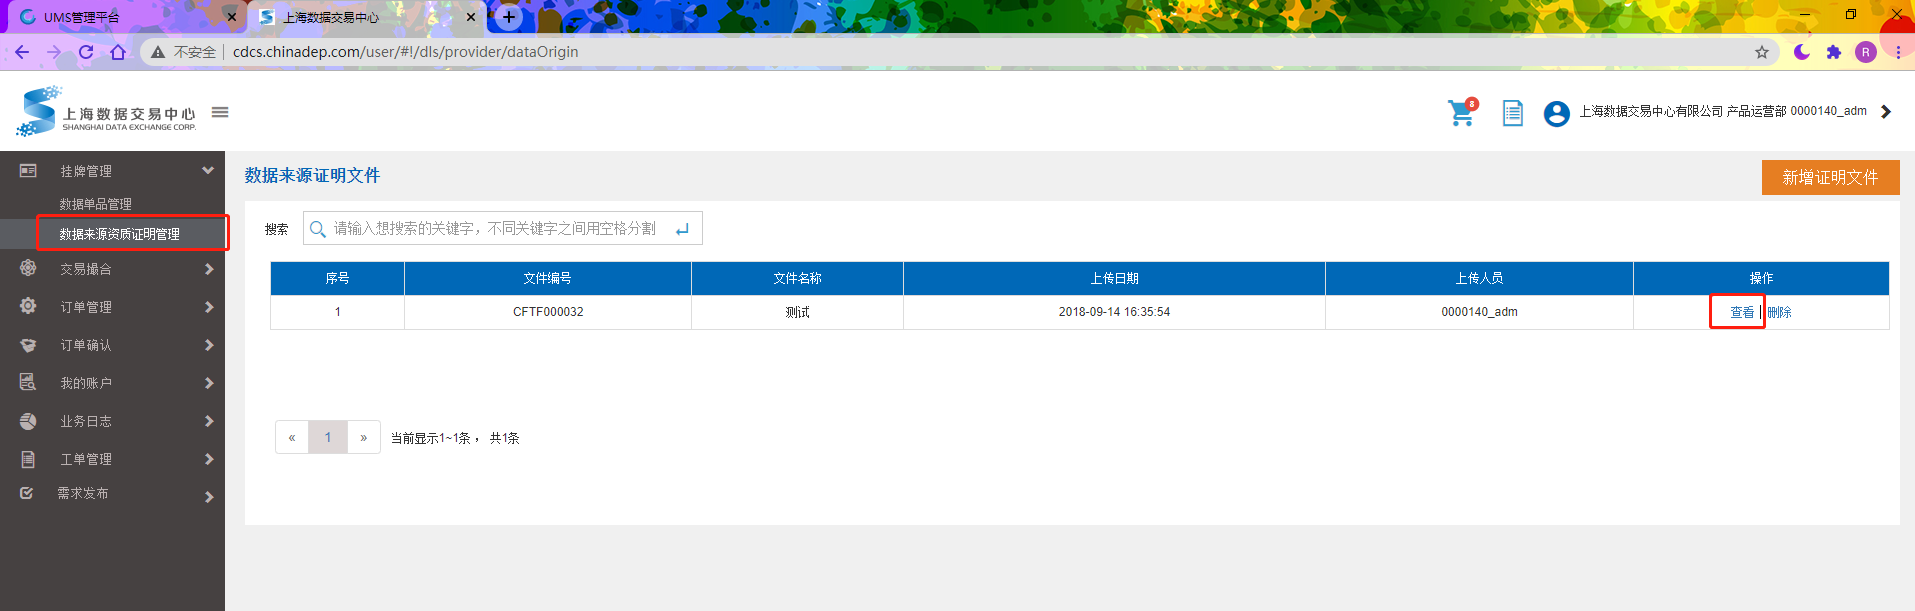 UMS管理平台
上海数据交易中心
不安全
cdcs.chinadep.com/user/#!/dls/provider/dataOrigin
R
上海数据交易中心
SHANGHAI DATA EXCHANGE CORP.
8
上海数据交易中心有限公司 产品运营部 0000140_adm
挂牌管理
数据单品管理
数据来源资质证明管理
交易撮合
订单管理
订单确认
我的账户
业务日志
工单管理
需求发布
数据来源证明文件
新增证明文件
搜索
请输入想搜索的关键字，不同关键字之间用空格分割
序号 文件编号 文件名称 上传日期 上传人员 操作
1 CFTF000032 测试 2018-09-14 16:35:54 0000140_adm 查看 | 删除
« 1 » 当前显示1~1条 ， 共1条